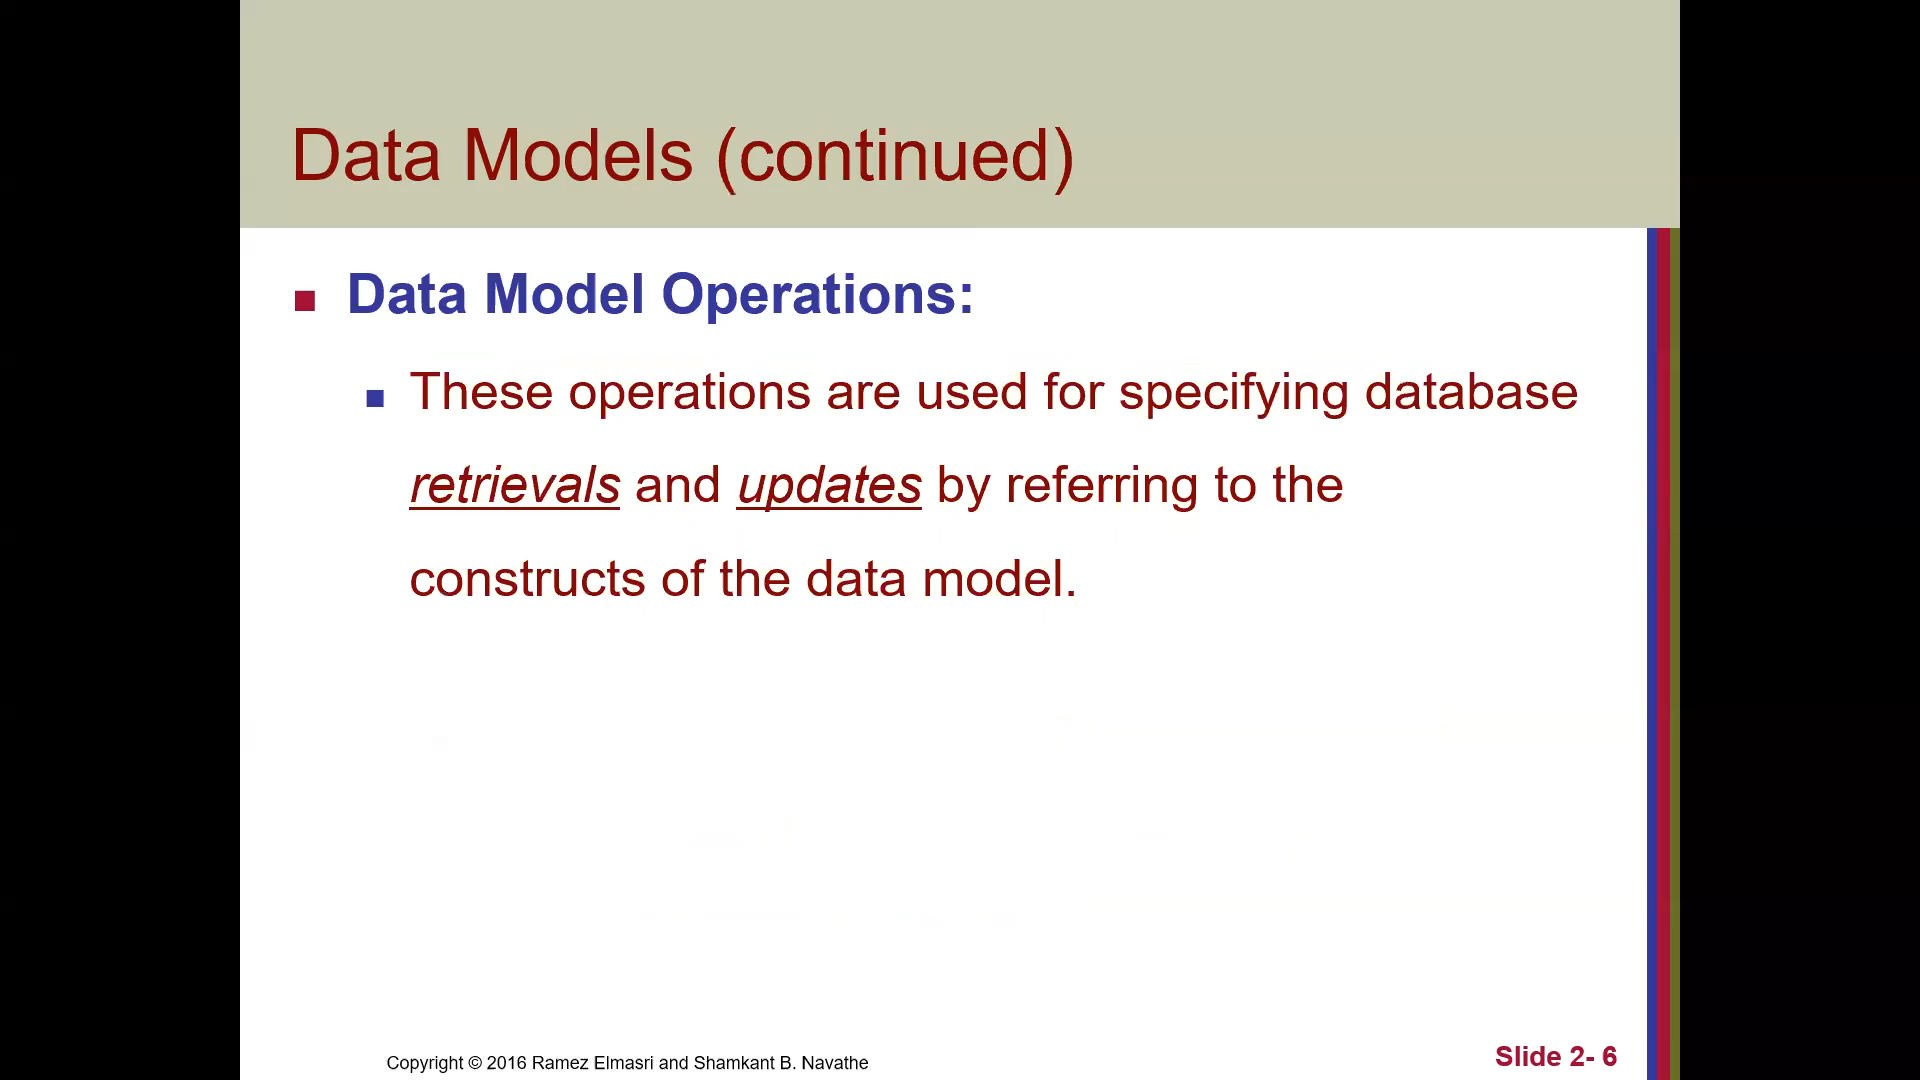 Data Models (continued)
Data Model Operations:
These operations are used for specifying database
retrievals and updates by referring to the
constructs of the data model.
Copyright © 2016 Ramez Elmasri and Shamkant B. Navathe
Slide 2- 6